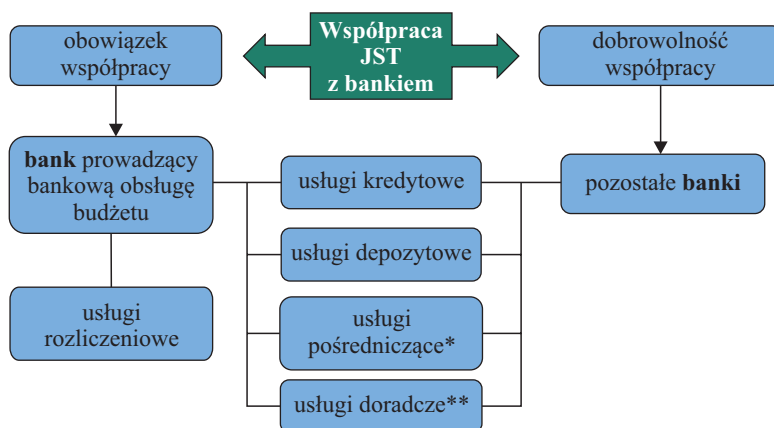 obowiązek
współpracy
Współpraca
JST
z bankiem
dobrowolność
współpracy
bank prowadzący
bankową obsługę
budżetu
usługi kredytowe
pozostałe banki
usługi depozytowe
usługi
rozliczeniowe
usługi
pośredniczące*
usługi doradcze**